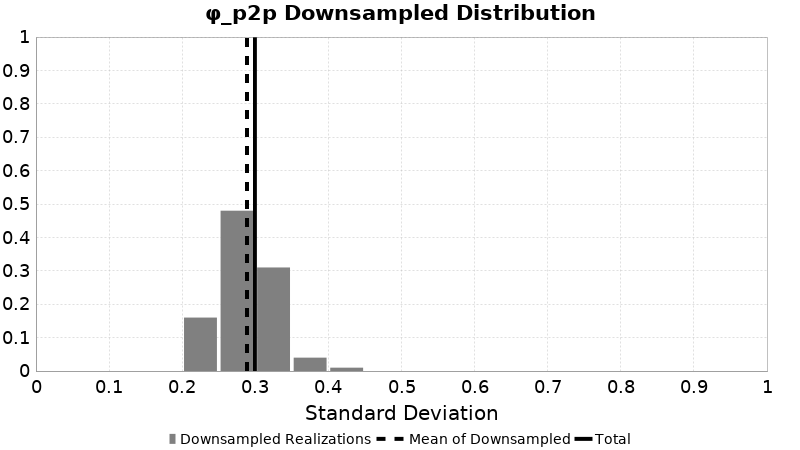 φ_p2p Downsampled Distribution
1
0.9
0.8
0.7
0.6
0.5
0.4
0.3
0.2
0.1
0
0 0.1 0.2 0.3 0.4 0.5 0.6 0.7 0.8 0.9 1
Standard Deviation
Downsampled Realizations Mean of Downsampled Total